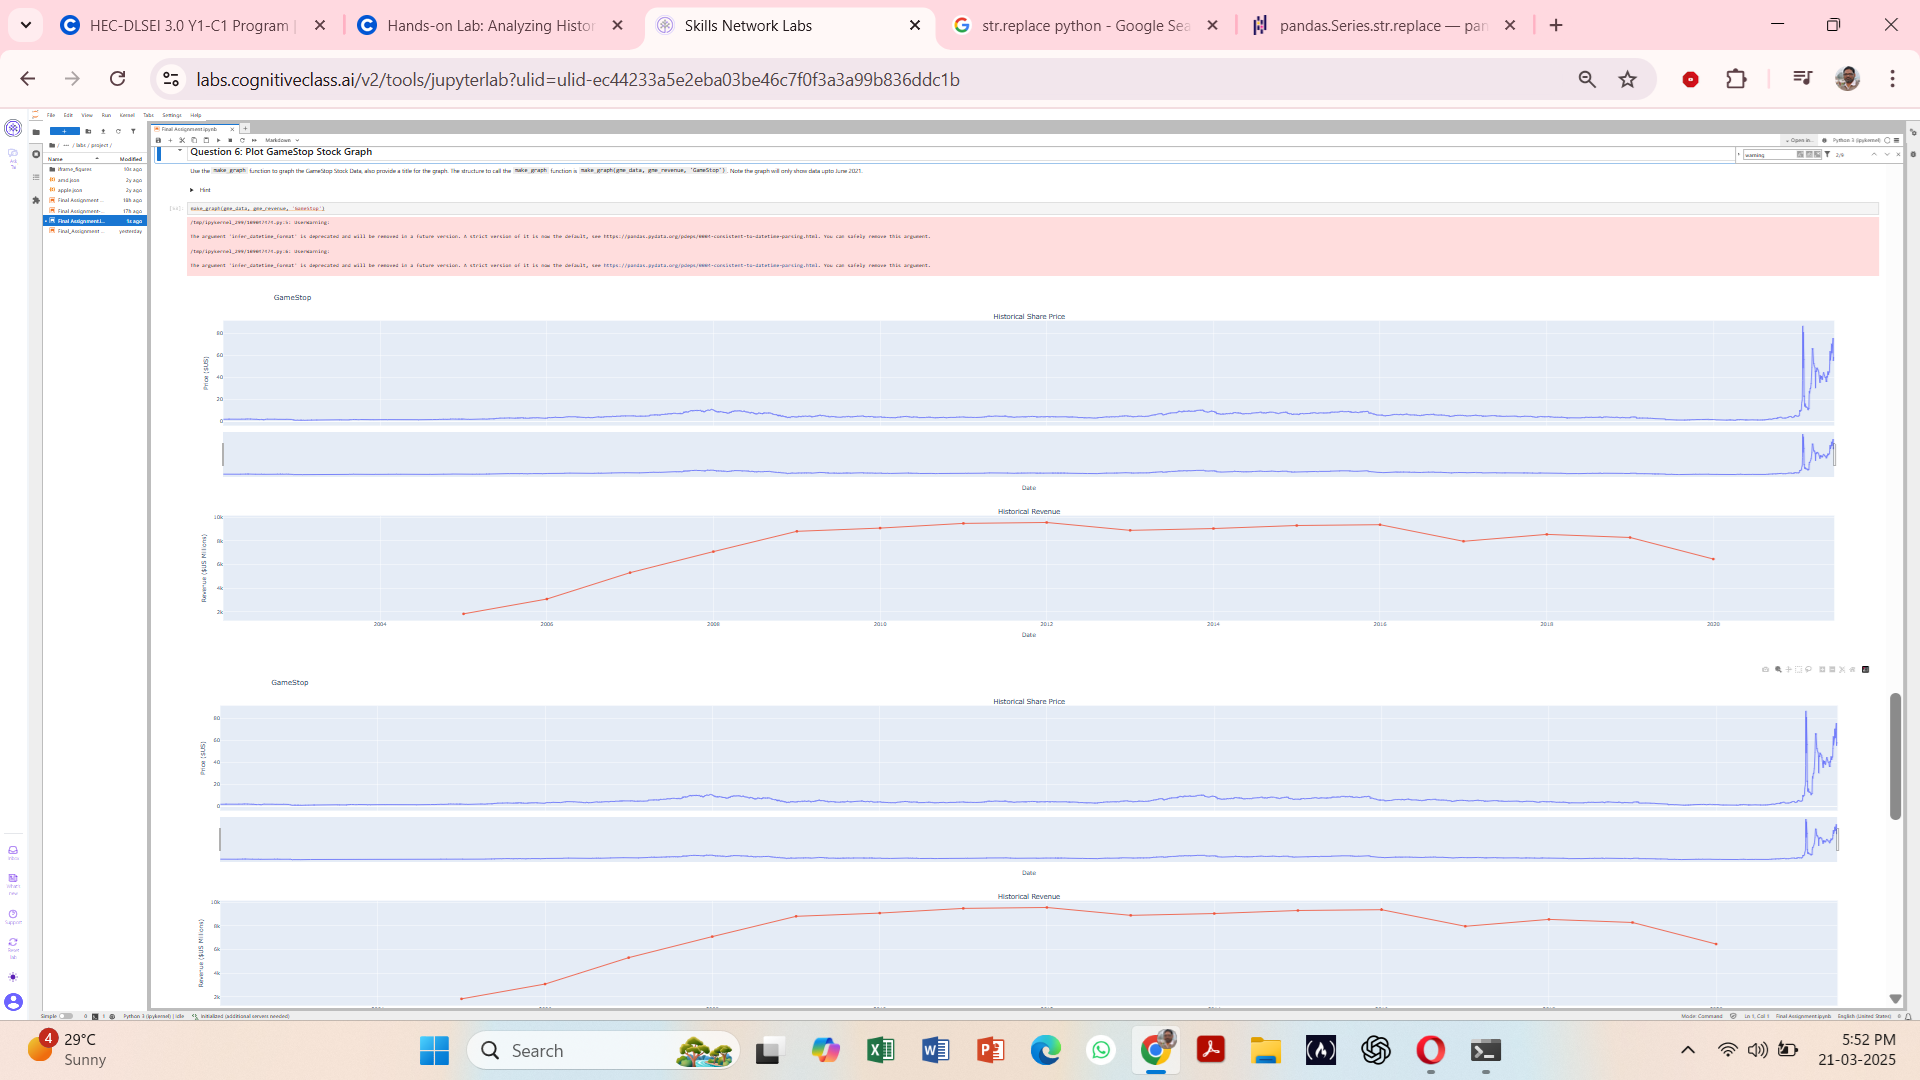 HEC-DLSEI 3.0 Y1-C1 Program |
Hands-on Lab: Analyzing Histor
Skills Network Labs
str.replace python - Google Sea
pandas.Series.str.replace — pan
labs.cognitiveclass.ai/v2/tools/jupyterlab?ulid=ulid-ec44233a5e2eba03be46c7f0f3a3a99b836ddc1b
File Edit View Run Kernel Tabs Settings Help
Final Assignment.ipynb
Markdown
Open in...
Python 3 (ipykernel)
/ ··· / labs / project /
Name Modified
iframe_figures 10s ago
amd.json 2y ago
apple.json 2y ago
Final Assignment ... 18h ago
Final Assignment-... 17h ago
Final Assignment.i... 1s ago
Final_Assignment ... yesterday
warning
2/9
Question 6: Plot GameStop Stock Graph
Use the make_graph function to graph the GameStop Stock Data, also provide a title for the graph. The structure to call the make_graph function is make_graph(gme_data, gme_revenue, 'GameStop'). Note the graph will only show data upto June 2021.
Hint
make_graph(gme_data, gme_revenue, 'GameStop')
The argument 'infer_datetime_format' is deprecated and will be removed in a future version. A strict version of it is now the default, see https://pandas.pydata.org/pdeps/0004-consistent-to-datetime-parsing.html. You can safely remove this argument.
The argument 'infer_datetime_format' is deprecated and will be removed in a future version. A strict version of it is now the default, see https://pandas.pydata.org/pdeps/0004-consistent-to-datetime-parsing.html. You can safely remove this argument.
GameStop
Historical Share Price
Price ($US)
80
60
40
20
0
Date
Historical Revenue
Revenue ($US Millions)
10k
8k
6k
4k
2k
2004 2006 2008 2010 2012 2014 2016 2018 2020
Date
GameStop
Historical Share Price
Price ($US)
80
60
40
20
0
Date
Historical Revenue
Revenue ($US Millions)
10k
8k
6k
4k
2k
Simple
Python 3 (ipykernel) | Idle
Initialized (additional servers needed)
Mode: Command
Ln 1, Col 1
Final Assignment.ipynb
English (United States)
4
29°C
Sunny
Search
5:52 PM
21-03-2025